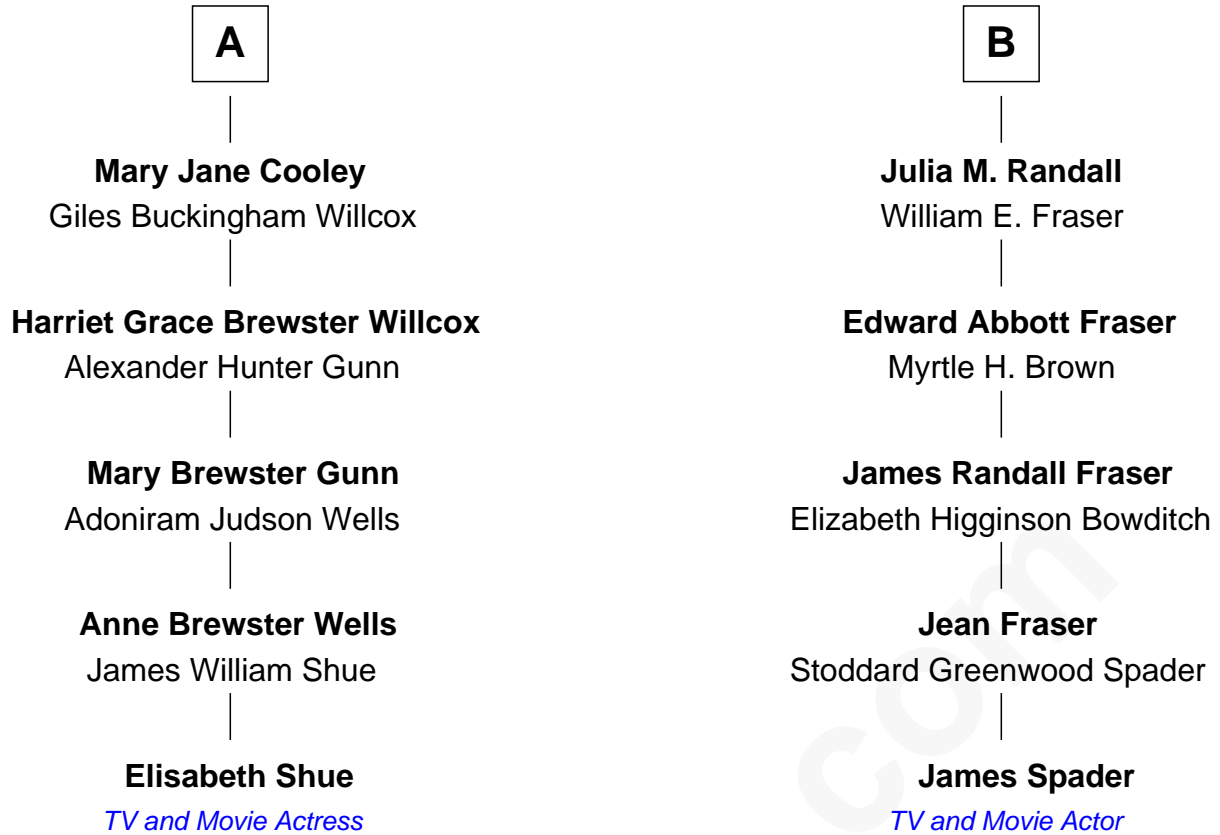 A
Mary Jane Cooley
Giles Buckingham Willcox
Harriet Grace Brewster Willcox
Alexander Hunter Gunn
Mary Brewster Gunn
Adoniram Judson Wells
Anne Brewster Wells
James William Shue
Elisabeth Shue
TV and Movie Actress
B
Julia M. Randall
William E. Fraser
Edward Abbott Fraser
Myrtle H. Brown
James Randall Fraser
Elizabeth Higginson Bowditch
Jean Fraser
Stoddard Greenwood Spader
James Spader
TV and Movie Actor
com